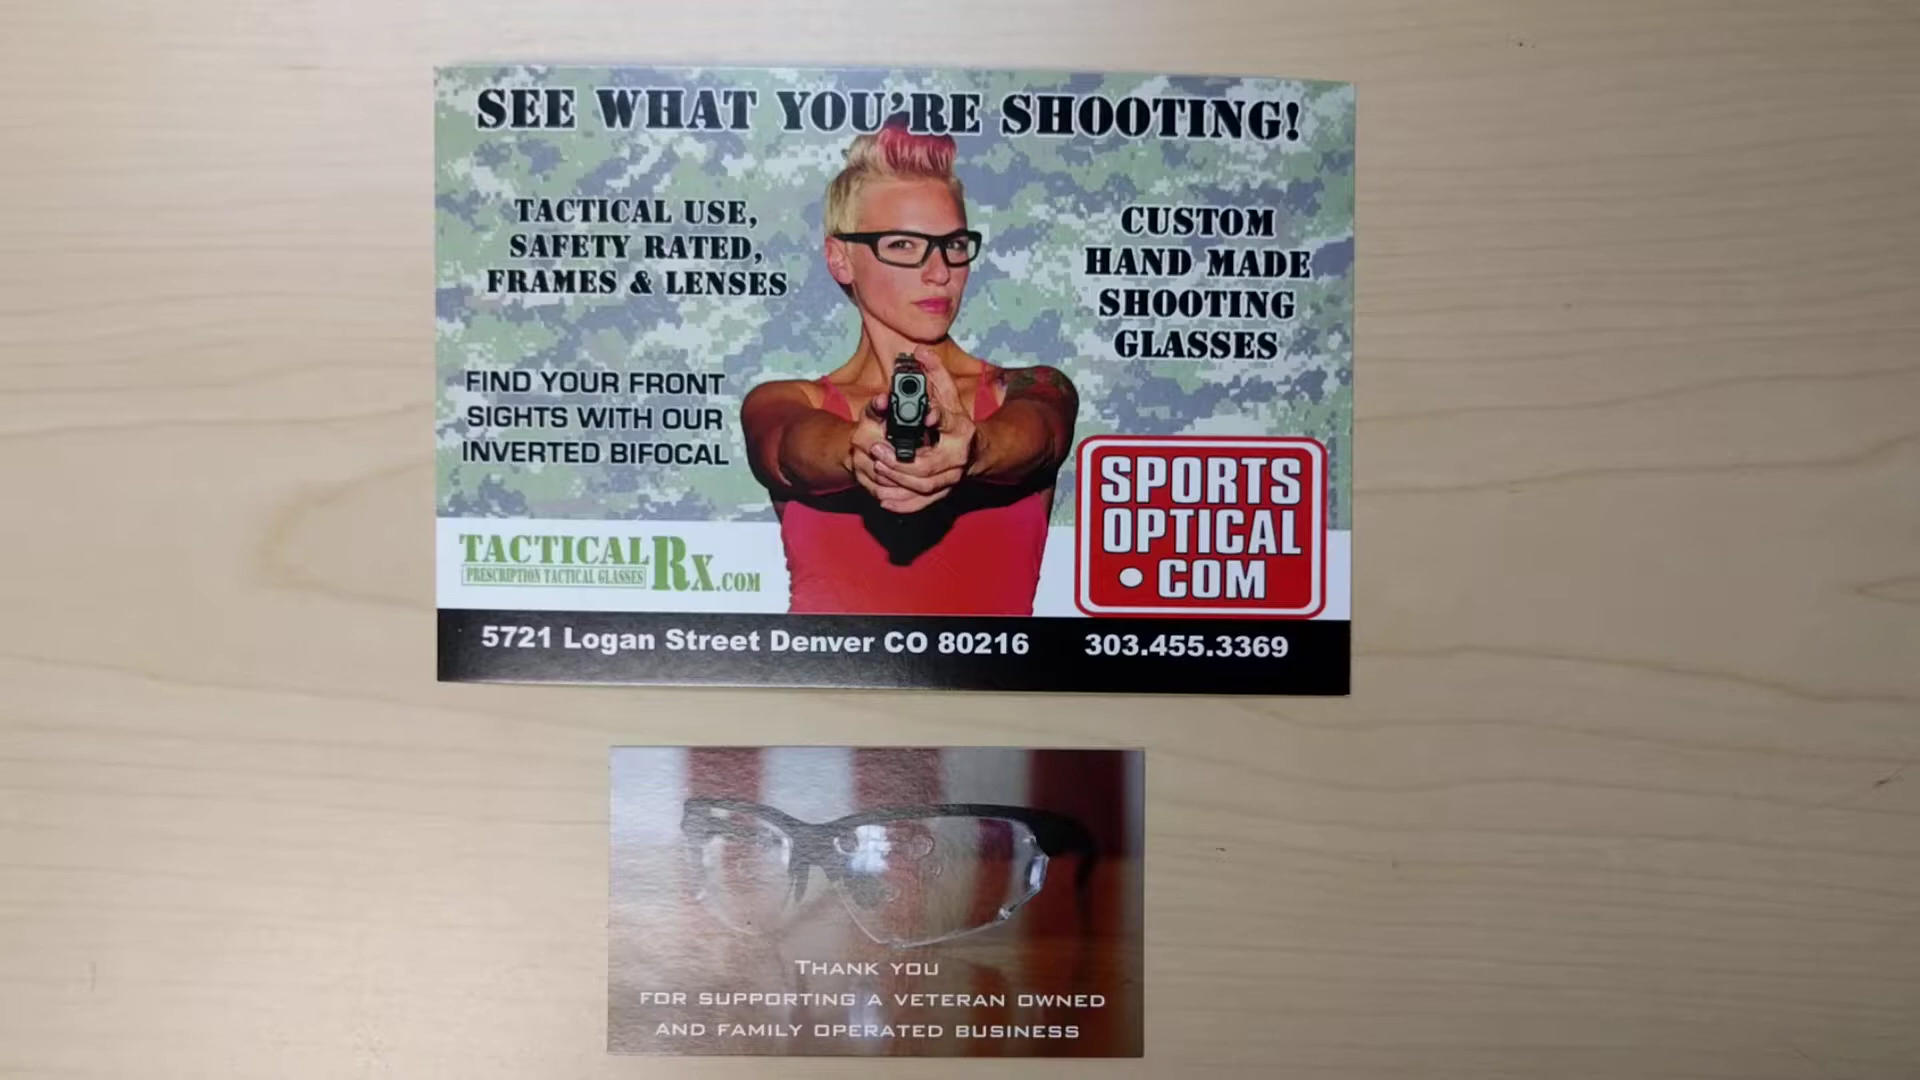 SEE WHAT YOU'RE SHOOTING!
TACTICAL USE,
SAFETY RATED,
FRAMES & LENSES
FIND YOUR FRONT
SIGHTS WITH OUR
INVERTED BIFOCAL
CUSTOM
HAND MADE
SHOOTING
GLASSES
TACTICALRX.COM
PRESCRIPTION TACTICAL GLASSES
SPORTS
OPTICAL
•COM
5721 Logan Street Denver CO 80216 303.455.3369
THANK YOU
FOR SUPPORTING A VETERAN OWNED
AND FAMILY OPERATED BUSINESS